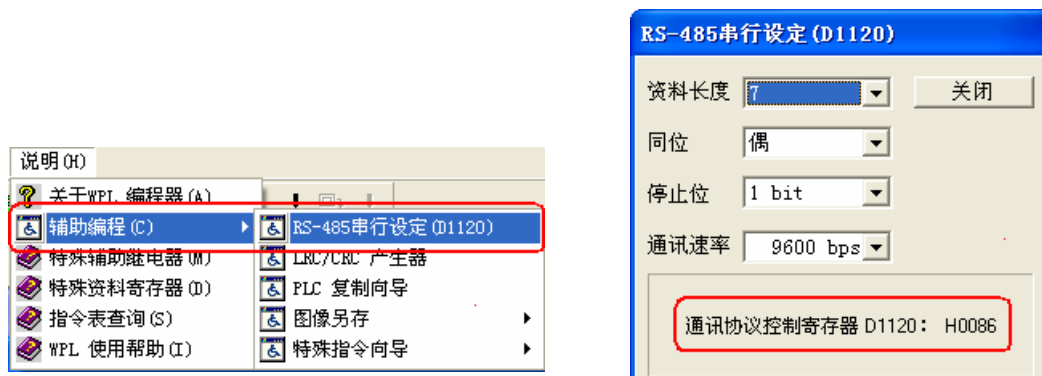 说明(H)
关于WPL 编程器(A)
辅助编程(C)
特殊辅助继电器(M)
特殊资料寄存器(D)
指令表查询(S)
WPL 使用帮助(I)
RS-485串行设定(D1120)
LRC/CRC 产生器
PLC 复制向导
图像另存
特殊指令向导
RS-485串行设定(D1120)
资料长度 7 关闭
同位 偶
停止位 1 bit
通讯速率 9600 bps
通讯协议控制寄存器 D1120： H0086